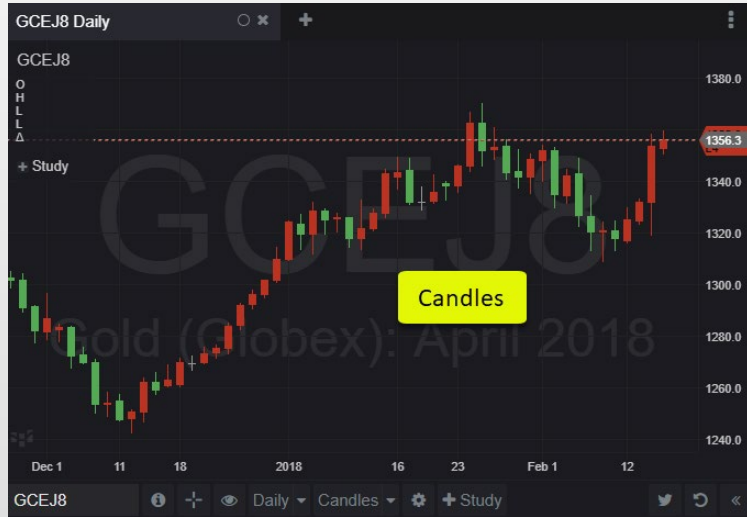 GCEJ8 Daily
GCEJ8
O
H
L
L
Δ
+ Study
1380.0
1356.3
1340.0
1320.0
1300.0
1280.0
1260.0
1240.0
GCEJ8
Gold (Globex): April 2018
Candles
Dec 1 11 18 2018 16 23 Feb 1 12
GCEJ8 Daily Candles + Study